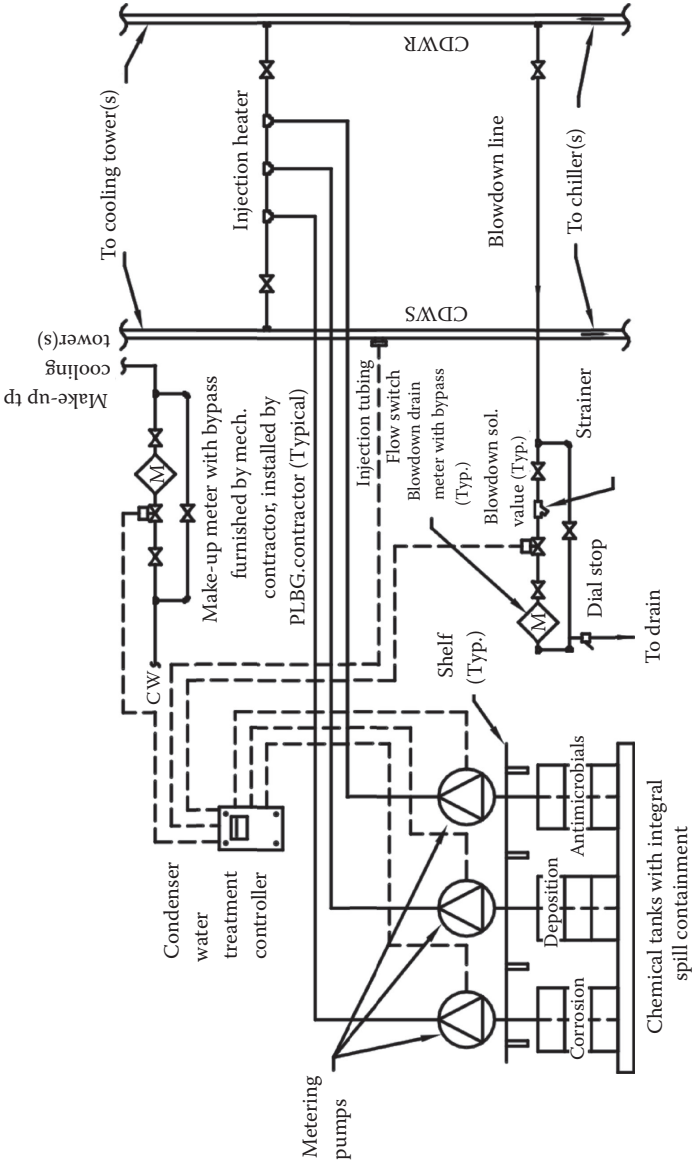 To cooling tower(s)
CDWR
Injection heater
Blowdown line
To chiller(s)
CDWS
Make-up tp
cooling
tower(s)
M
Make-up meter with bypass
furnished by mech.
contractor, installed by
PLBG.contractor (Typical)
CW
Injection tubing
Flow switch
Blowdown drain
meter with bypass
(Typ.)
Blowdown sol.
value (Typ.)
Strainer
M
Dial stop
To drain
Shelf
(Typ.)
Condenser
water
treatment
controller
Metering
pumps
Corrosion
Deposition
Antimicrobials
Chemical tanks with integral
spill containment